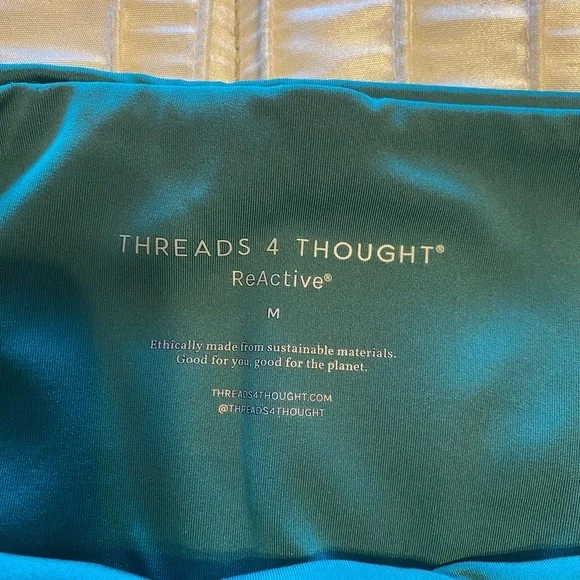 THREADS 4 THOUGHT®
ReActive®
M
Ethically made from sustainable materials.
Good for you, good for the planet.
THREADS4THOUGHT.COM
@THREADS4THOUGHT